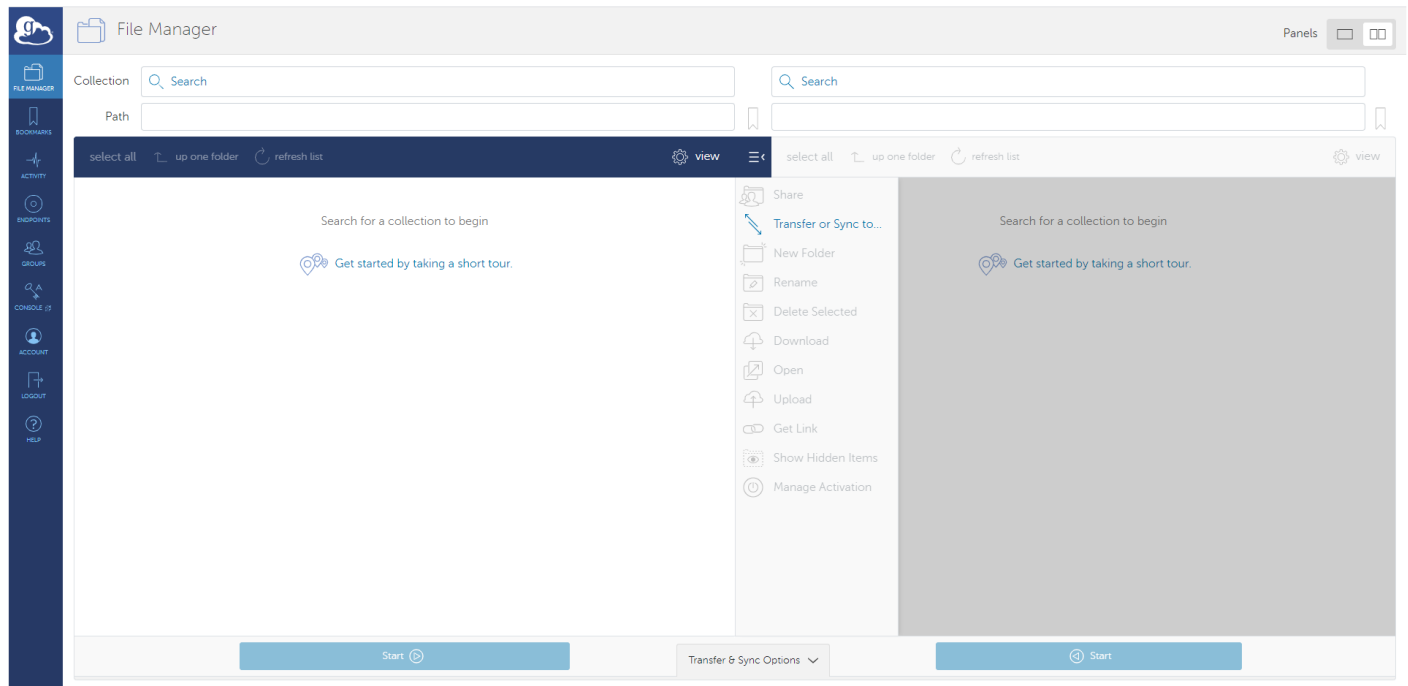 g
File Manager
Panels
FILE MANAGER
BOOKMARKS
ACTIVITY
ENDPOINTS
GROUPS
CONSOLE
ACCOUNT
LOGOUT
HELP
Collection
Search
Search
Path
select all
up one folder
refresh list
view
select all
up one folder
refresh list
view
Search for a collection to begin
Get started by taking a short tour.
Share
Transfer or Sync to...
New Folder
Rename
Delete Selected
Download
Open
Upload
Get Link
Show Hidden Items
Manage Activation
Search for a collection to begin
Get started by taking a short tour.
Start
Transfer & Sync Options
Start